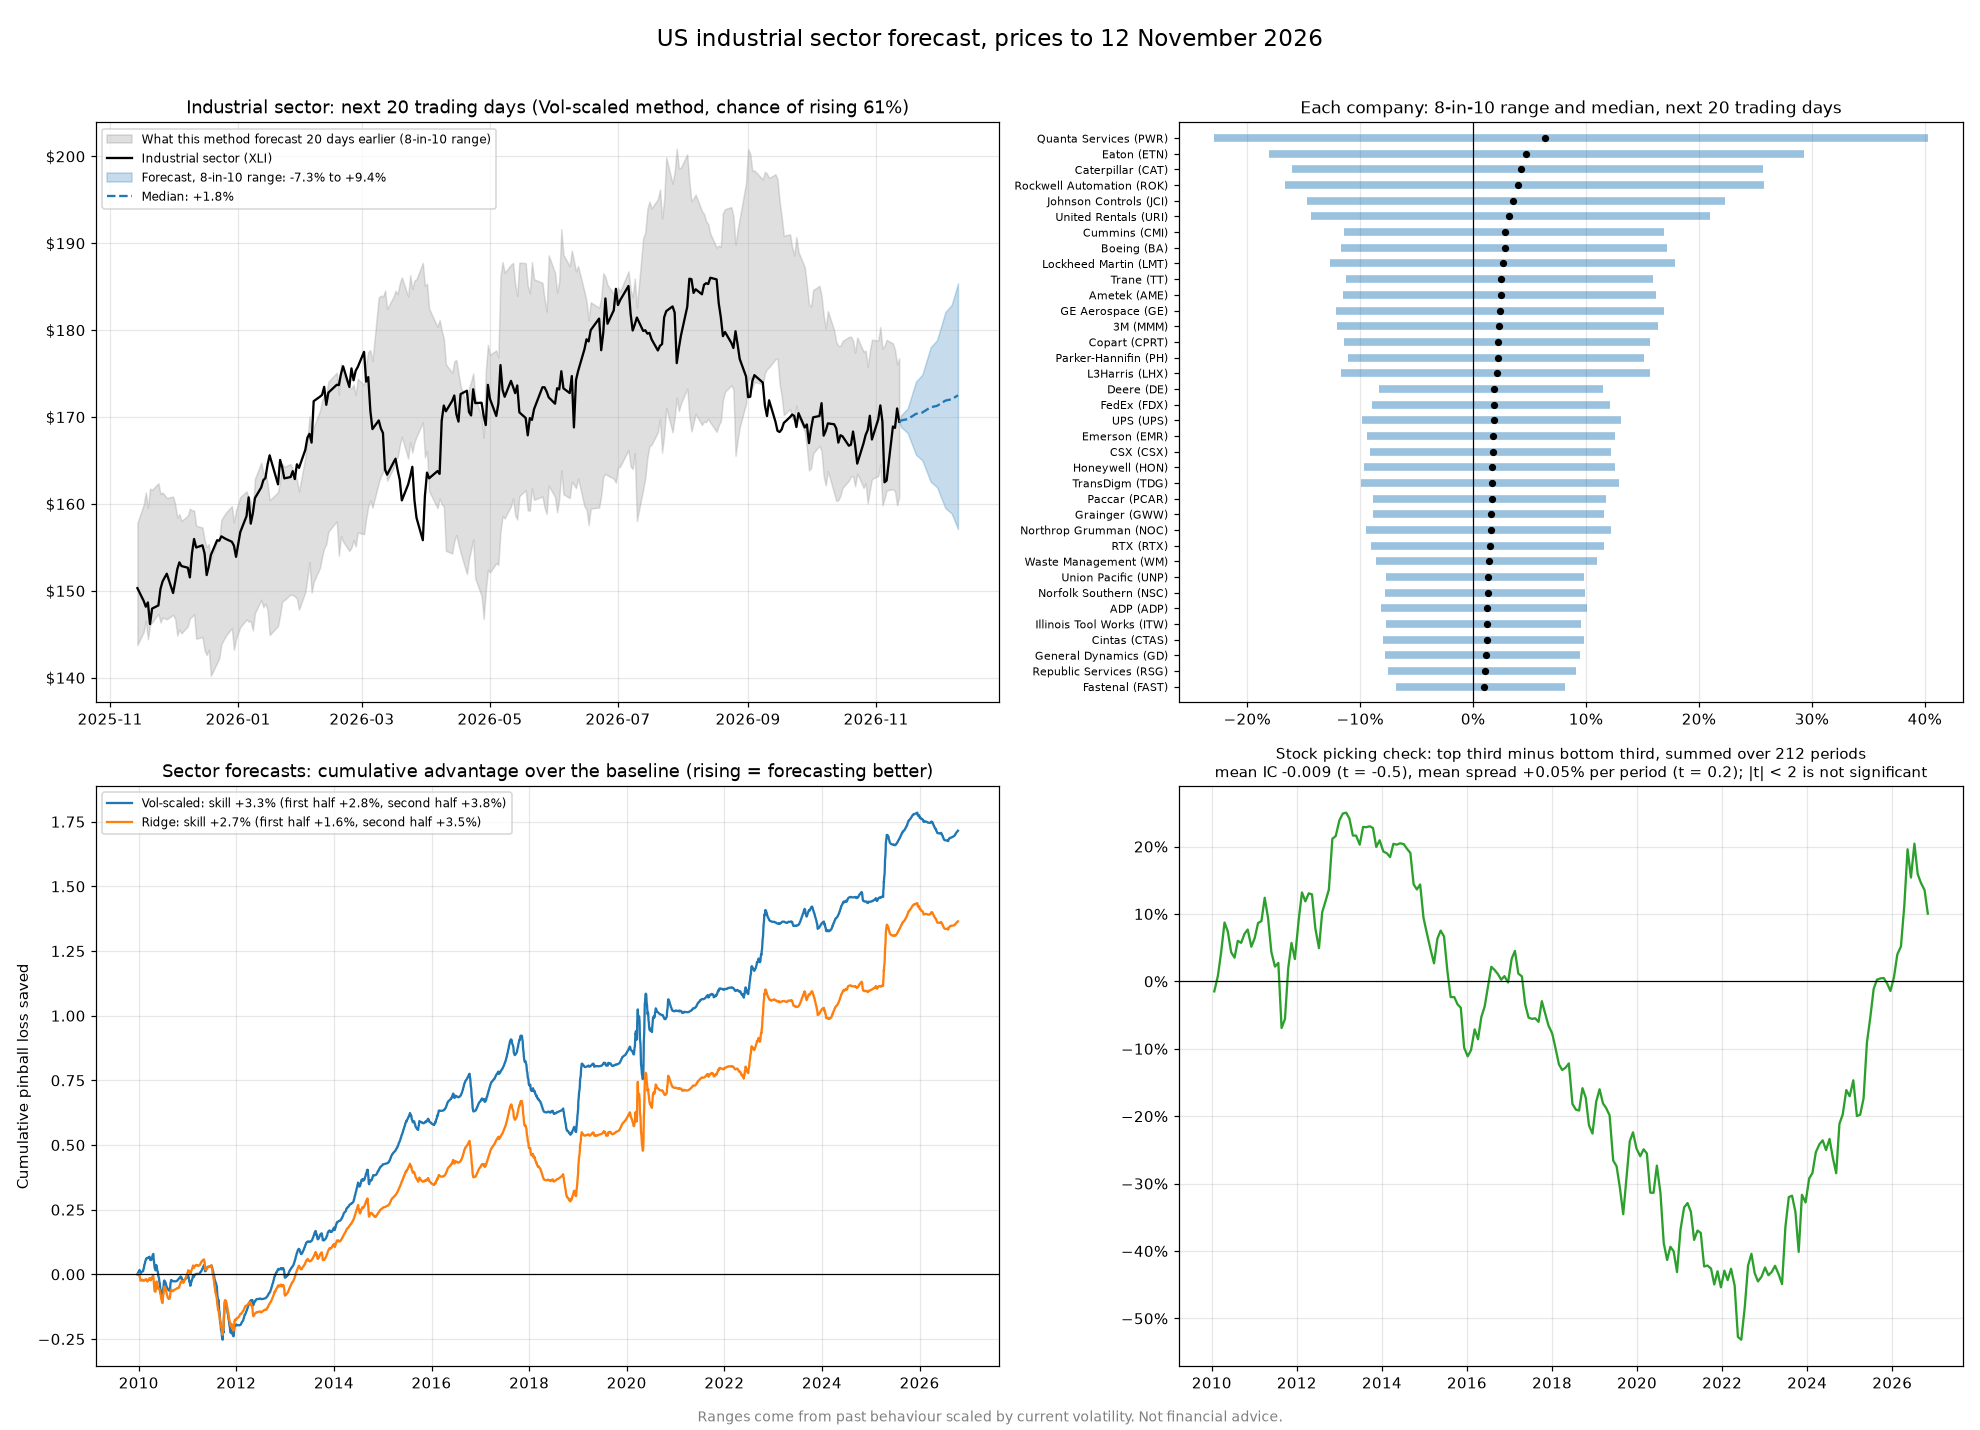 US industrial sector forecast, prices to 12 November 2026
Industrial sector: next 20 trading days (Vol-scaled method, chance of rising 61%)
What this method forecast 20 days earlier (8-in-10 range)
Industrial sector (XLI)
Forecast, 8-in-10 range: -7.3% to +9.4%
Median: +1.8%
$200
$190
$180
$170
$160
$150
$140
2025-11
2026-01
2026-03
2026-05
2026-07
2026-09
2026-11
Each company: 8-in-10 range and median, next 20 trading days
Quanta Services (PWR)
Eaton (ETN)
Caterpillar (CAT)
Rockwell Automation (ROK)
Johnson Controls (JCI)
United Rentals (URI)
Cummins (CMI)
Boeing (BA)
Lockheed Martin (LMT)
Trane (TT)
Ametek (AME)
GE Aerospace (GE)
3M (MMM)
Copart (CPRT)
Parker-Hannifin (PH)
L3Harris (LHX)
Deere (DE)
FedEx (FDX)
UPS (UPS)
Emerson (EMR)
CSX (CSX)
Honeywell (HON)
TransDigm (TDG)
Paccar (PCAR)
Grainger (GWW)
Northrop Grumman (NOC)
RTX (RTX)
Waste Management (WM)
Union Pacific (UNP)
Norfolk Southern (NSC)
ADP (ADP)
Illinois Tool Works (ITW)
Cintas (CTAS)
General Dynamics (GD)
Republic Services (RSG)
Fastenal (FAST)
−20%
−10%
0%
10%
20%
30%
40%
Sector forecasts: cumulative advantage over the baseline (rising = forecasting better)
Vol-scaled: skill +3.3% (first half +2.8%, second half +3.8%)
Ridge: skill +2.7% (first half +1.6%, second half +3.5%)
Cumulative pinball loss saved
1.75
1.50
1.25
1.00
0.75
0.50
0.25
0.00
−0.25
2010
2012
2014
2016
2018
2020
2022
2024
2026
Stock picking check: top third minus bottom third, summed over 212 periods
mean IC -0.009 (t = -0.5), mean spread +0.05% per period (t = 0.2); |t| < 2 is not significant
20%
10%
0%
−10%
−20%
−30%
−40%
−50%
2010
2012
2014
2016
2018
2020
2022
2024
2026
Ranges come from past behaviour scaled by current volatility. Not financial advice.